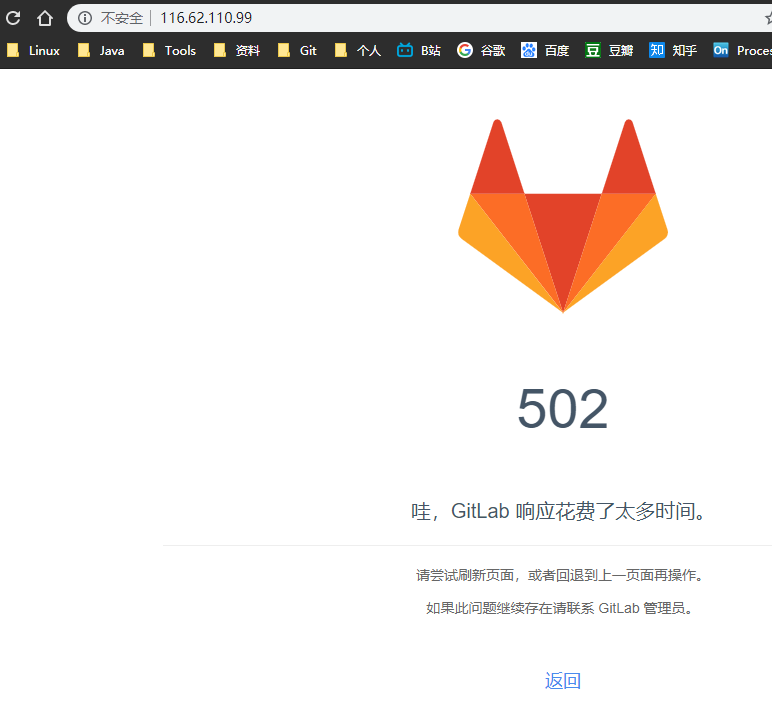 不安全 116.62.110.99
Linux Java Tools 资料 Git 个人 B站 G 谷歌 百度 豆 豆瓣 知 知乎 On Proces
502
哇，GitLab 响应花费了太多时间。
请尝试刷新页面，或者回退到上一页面再操作。
如果此问题继续存在请联系 GitLab 管理员。
返回